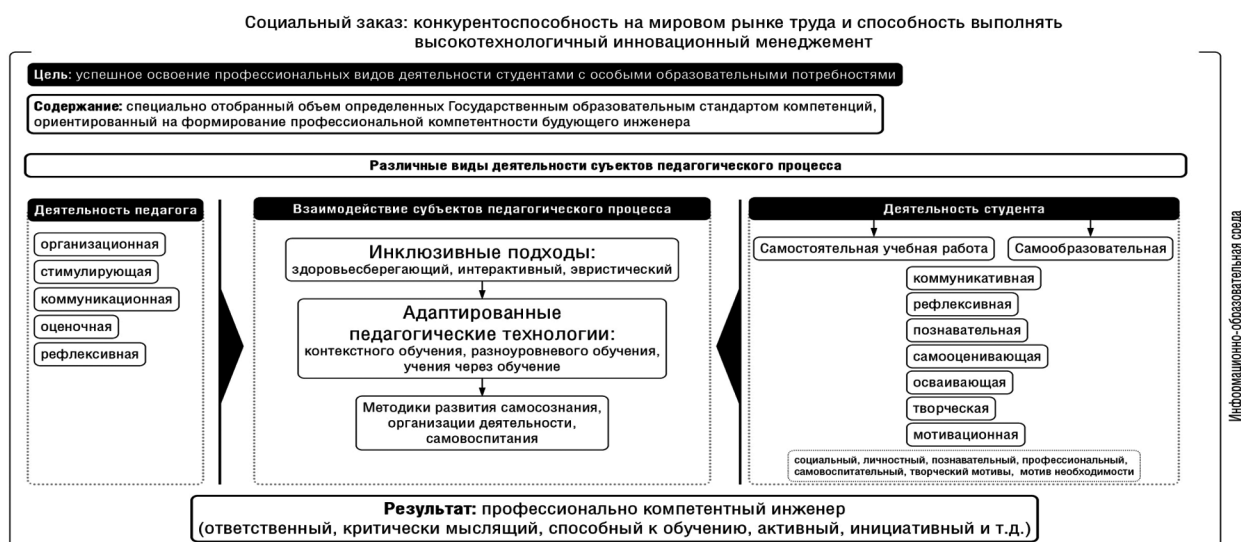 Социальный заказ: конкурентоспособность на мировом рынке труда и способность выполнять
высокотехнологичный инновационный менеджемент
Цель: успешное освоение профессиональных видов деятельности студентами с особыми образовательными потребностями
Содержание: специально отобранный объем определенных Государственным образовательным стандартом компетенций,
ориентированный на формирование профессиональной компетентности будующего инженера
Различные виды деятельности суъектов педагогического процесса
Деятельность педагога
организационная
стимулирующая
коммуникационная
оценочная
рефлексивная
Взаимодействие субъектов педагогического процесса
Инклюзивные подходы:
здоровьесберегающий, интерактивный, эвристический
Адаптированные
педагогические технологии:
контекстного обучения, разноуровневого обучения,
учения через обучение
Методики развития самосознания,
организации деятельности,
самовоспитания
Деятельность студента
Самостоятельная учебная работа
Самообразовательная
коммуникативная
рефлексивная
познавательная
самооценивающая
осваивающая
творческая
мотивационная
социальный, личностный, познавательный, профессиональный,
самовоспитательный, творческий мотивы, мотив необходимости
Информационно-образовательная среда
Результат: профессионально компетентный инженер
(ответственный, критически мыслящий, способный к обучению, активный, инициативный и т.д.)